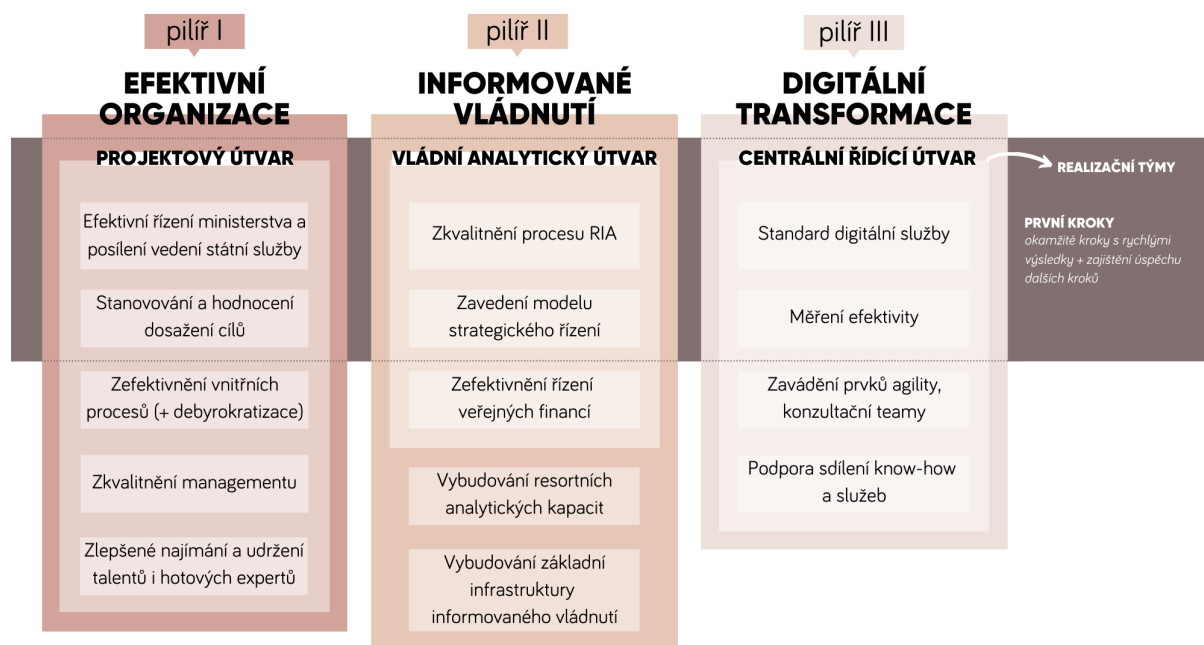 pilíř I
EFEKTIVNÍ
ORGANIZACE
PROJEKTOVÝ ÚTVAR
Efektivní řízení ministerstva a
posílení vedení státní služby
Stanovování a hodnocení
dosažení cílů
Zefektivnění vnitřních
procesů (+ debyrokratizace)
Zkvalitnění managementu
Zlepšené najímání a udržení
talentů i hotových expertů
pilíř II
INFORMOVANÉ
VLÁDNUTÍ
VLÁDNÍ ANALYTICKÝ ÚTVAR
Zkvalitnění procesu RIA
Zavedení modelu
strategického řízení
Zefektivnění řízení
veřejných financí
Vybudování resortních
analytických kapacit
Vybudování základní
infrastruktury
informovaného vládnutí
pilíř III
DIGITÁLNÍ
TRANSFORMACE
CENTRÁLNÍ ŘÍDÍCÍ ÚTVAR
Standard digitální služby
Měření efektivity
Zavádění prvků agility,
konzultační teamy
Podpora sdílení know-how
a služeb
REALIZAČNÍ TÝMY
PRVNÍ KROKY
okamžité kroky s rychlými
výsledky + zajištění úspěchu
dalších kroků